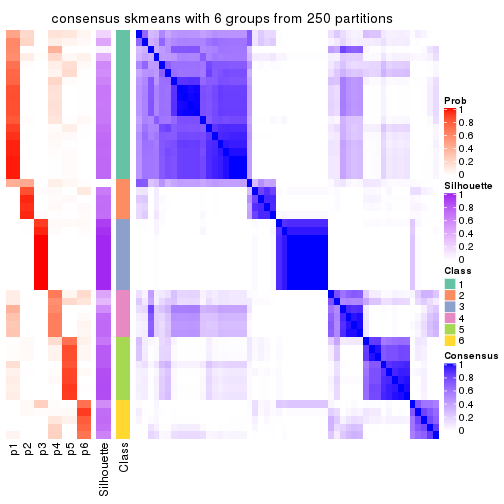 consensus skmeans with 6 groups from 250 partitions
Prob
1
0.8
0.6
0.4
0.2
0
Silhouette
1
0.8
0.6
0.4
0.2
0
Class
1
2
3
4
5
6
Consensus
1
0.8
0.6
0.4
0.2
0
p1
p2
p3
p4
p5
p6
Silhouette
Class